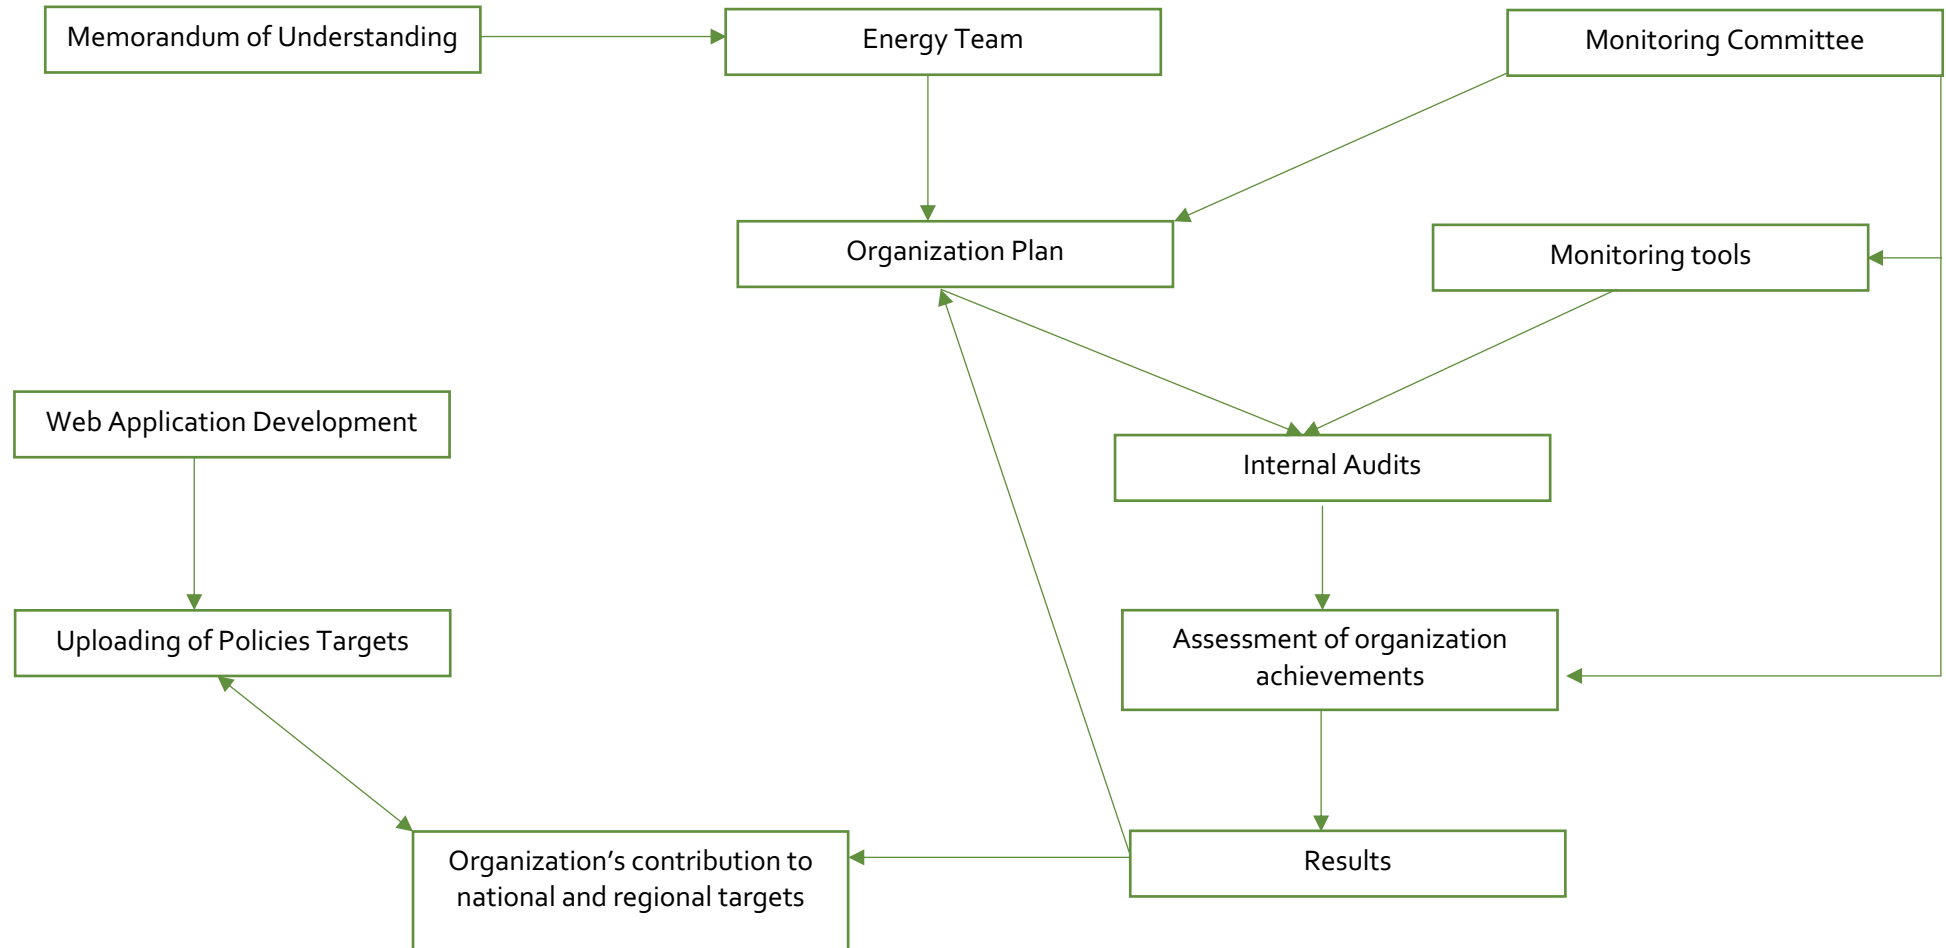 Memorandum of Understanding
Energy Team
Monitoring Committee
Organization Plan
Monitoring tools
Web Application Development
Internal Audits
Uploading of Policies Targets
Assessment of organization
achievements
Organization’s contribution to
national and regional targets
Results